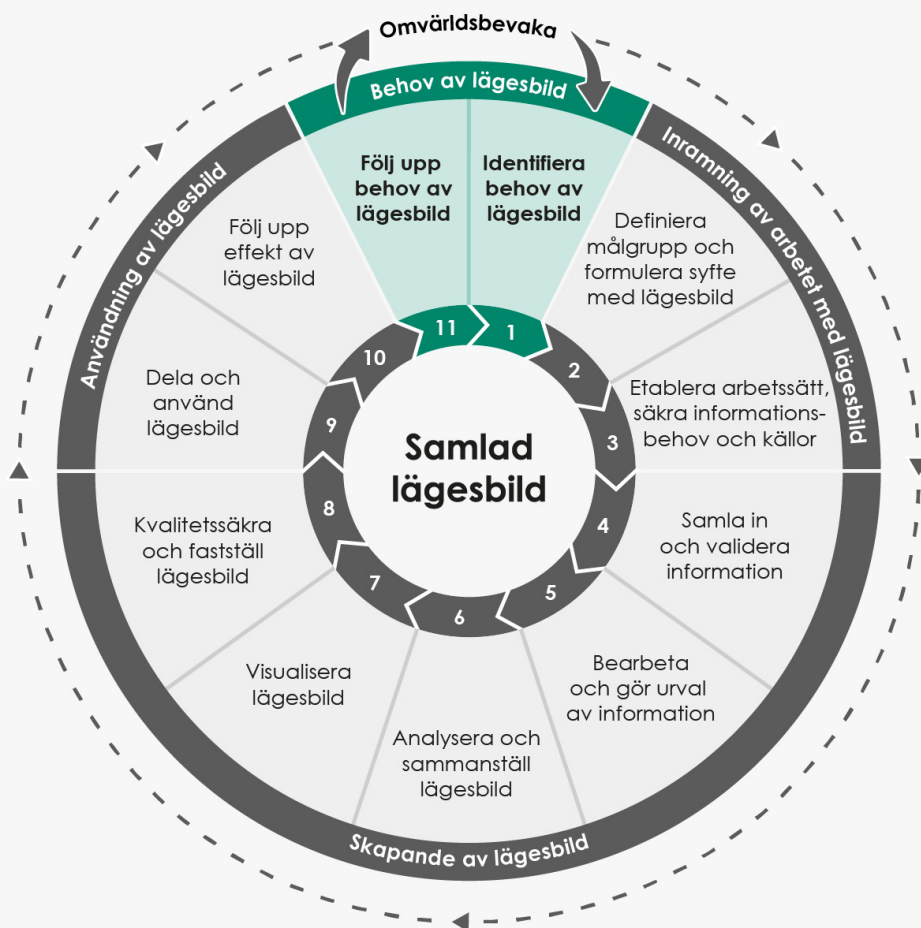 Omvärldsbevaka
Behov av lägesbild
Identifiera
behov av
lägesbild
1
Inramning av arbetet med lägesbild
Definiera
målgrupp och
formulera syfte
med lägesbild
2
Etablera arbetssätt,
säkra informations-
behov och källor
3
Skapande av lägesbild
Samla in
och validera
information
4
Bearbeta
och gör urval
av information
5
Analysera och
sammanställ
lägesbild
6
Visualisera
lägesbild
7
Kvalitetssäkra
och fastställ
lägesbild
8
Användning av lägesbild
Dela och
använd
lägesbild
9
Följ upp
effekt av
lägesbild
10
Följ upp
behov av
lägesbild
11
Samlad
lägesbild